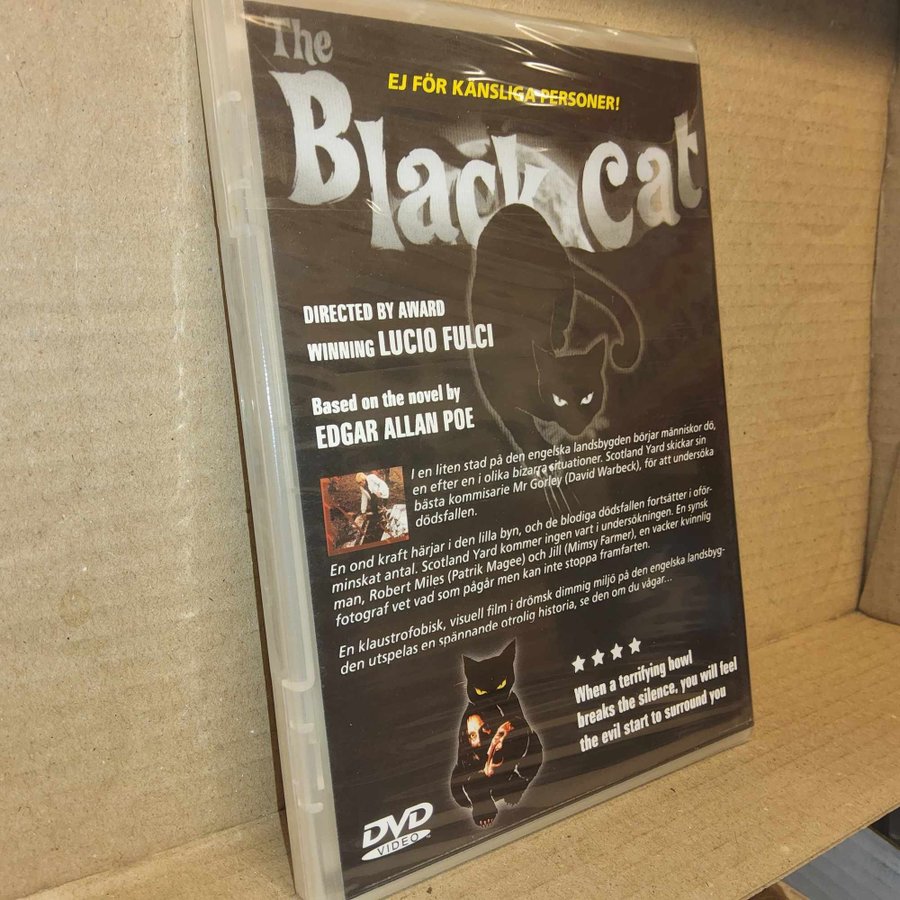 The
EJ FÖR KÄNSLIGA PERSONER!
Black Cat
DIRECTED BY AWARD
WINNING LUCIO FULCI
Based on the novel by
EDGAR ALLAN POE
I en liten stad på den engelska landsbygden börjar människor dö,
en efter en i olika bizarra situationer. Scotland Yard skickar sin
bästa kommisarie Mr Gorley (David Warbeck), för att undersöka
dödsfallen.
En ond kraft härjar i den lilla byn, och de blodiga dödsfallen fortsätter i oför-
minskat antal. Scotland Yard kommer ingen vart i undersökningen. En synsk
man, Robert Miles (Patrik Magee) och Jill (Mimsy Farmer), en vacker kvinnlig
fotograf vet vad som pågår men kan inte stoppa framfarten.
En klaustrofobisk, visuell film i drömsk dimmig miljö på den engelska landsbyg-
den utspelas en spännande otrolig historia, se den om du vågar...
When a terrifying howl
breaks the silence, you will feel
the evil start to surround you
DVD
VIDEO